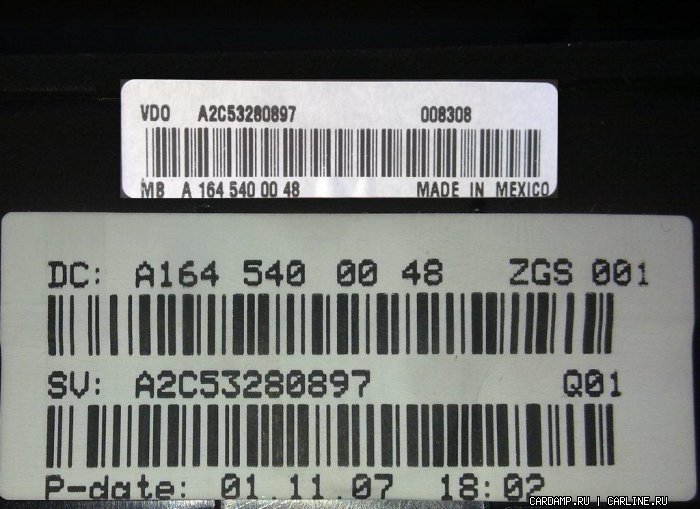 VDO A2C53280897 008308
MB A 164 540 00 48 MADE IN MEXICO
DC: A164 540 00 48 ZGS 001
SV: A2C53280897 Q01
P-date: 01.11.07 18:02
CARDAMP.RU | CARLINE.RU